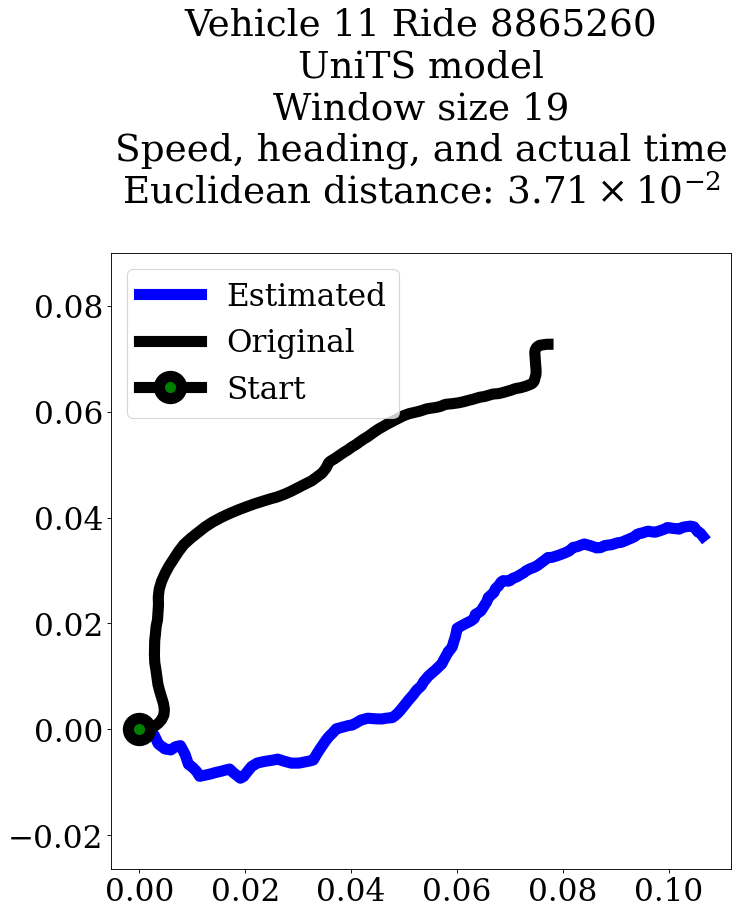 Vehicle 11 Ride 8865260
UniTS model
Window size 19
Speed, heading, and actual time
Euclidean distance: 3.71 × 10⁻²
Estimated
Original
Start
0.08
0.06
0.04
0.02
0.00
−0.02
0.00 0.02 0.04 0.06 0.08 0.10